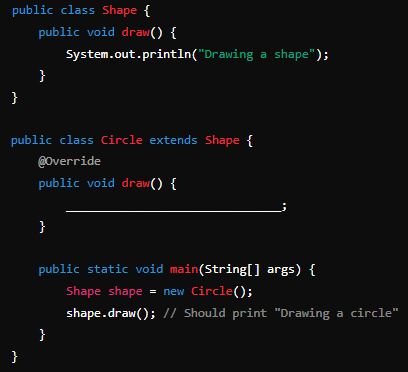 public class Shape {
    public void draw() {
        System.out.println("Drawing a shape");
    }
}

public class Circle extends Shape {
    @Override
    public void draw() {
        _______________________________;
    }

    public static void main(String[] args) {
        Shape shape = new Circle();
        shape.draw(); // Should print "Drawing a circle"
    }
}